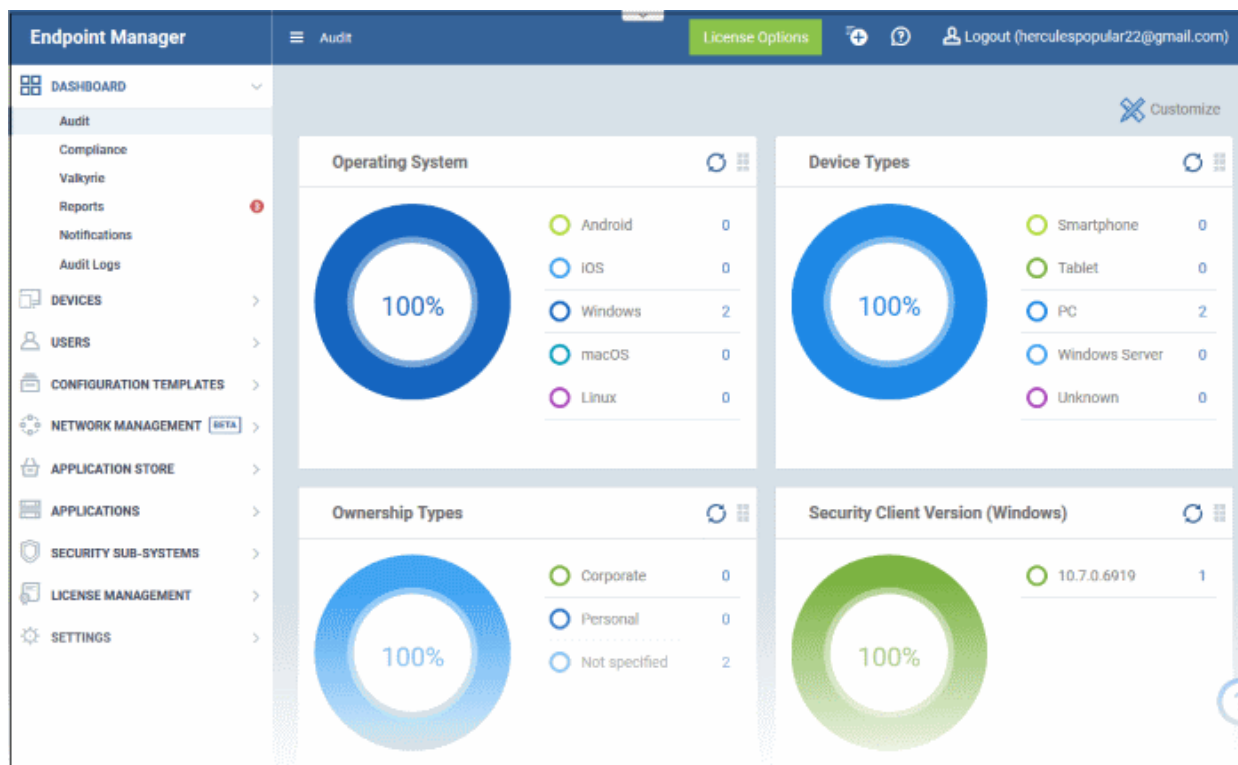 Endpoint Manager
Audit
License Options
Logout (herculespopular22@gmail.com)
DASHBOARD
Audit
Compliance
Valkyrie
Reports
Notifications
Audit Logs
DEVICES
USERS
CONFIGURATION TEMPLATES
NETWORK MANAGEMENT BETA
APPLICATION STORE
APPLICATIONS
SECURITY SUB-SYSTEMS
LICENSE MANAGEMENT
SETTINGS
Customize
Operating System
100%
Android 0
iOS 0
Windows 2
macOS 0
Linux 0
Device Types
100%
Smartphone 0
Tablet 0
PC 2
Windows Server 0
Unknown 0
Ownership Types
100%
Corporate 0
Personal 0
Not specified 2
Security Client Version (Windows)
100%
10.7.0.6919 1